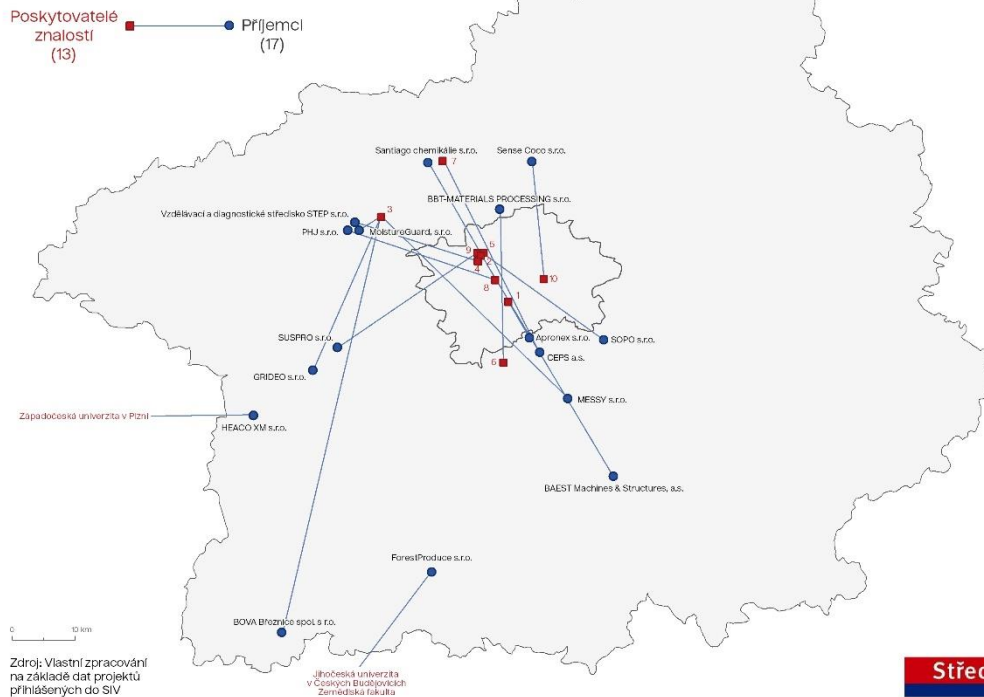 Poskytovatelé
znalostí
(13)
Příjemci
(17)
Santiago chemikálie s.r.o.
7
Sense Coco s.r.o.
BBT-MATERIALS PROCESSING s.r.o.
Vzdělávací a diagnostické středisko STEP s.r.o.
3
PHJ s.r.o.
MoistureGuard, s.r.o.
9
5
2
4
8
10
1
SUSPRO s.r.o.
Apronex s.r.o.
SOPO s.r.o.
CEPS a.s.
6
GRIDEO s.r.o.
MESSY s.r.o.
Západočeská univerzita v Plzni
HEACO XM s.r.o.
BAEST Machines & Structures, a.s.
ForestProduce s.r.o.
BOVA Březnice spol. s r.o.
0 10 km
Zdroj: Vlastní zpracování
na základě dat projektů
přihlášených do SIV
Jihočeská univerzita
v Českých Budějovicích
Zemědělská fakulta
Střed